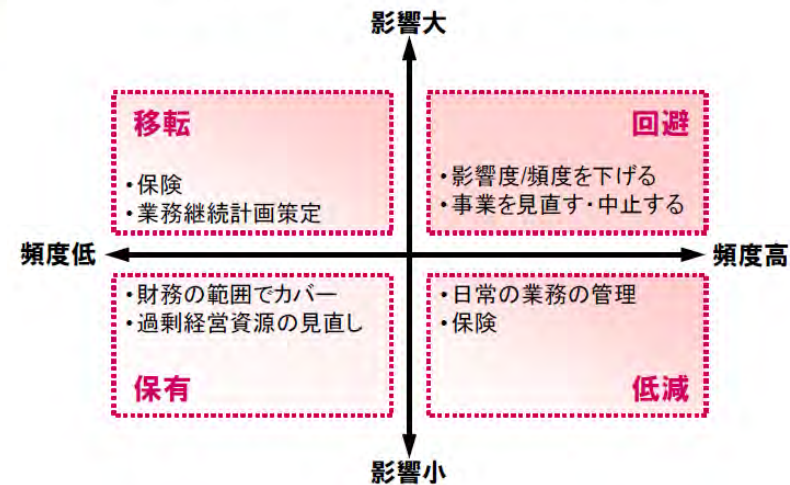 影響大
移転
・保険
・業務継続計画策定
回避
・影響度/頻度を下げる
・事業を見直す・中止する
頻度低
頻度高
・財務の範囲でカバー
・過剰経営資源の見直し
保有
・日常の業務の管理
・保険
低減
影響小